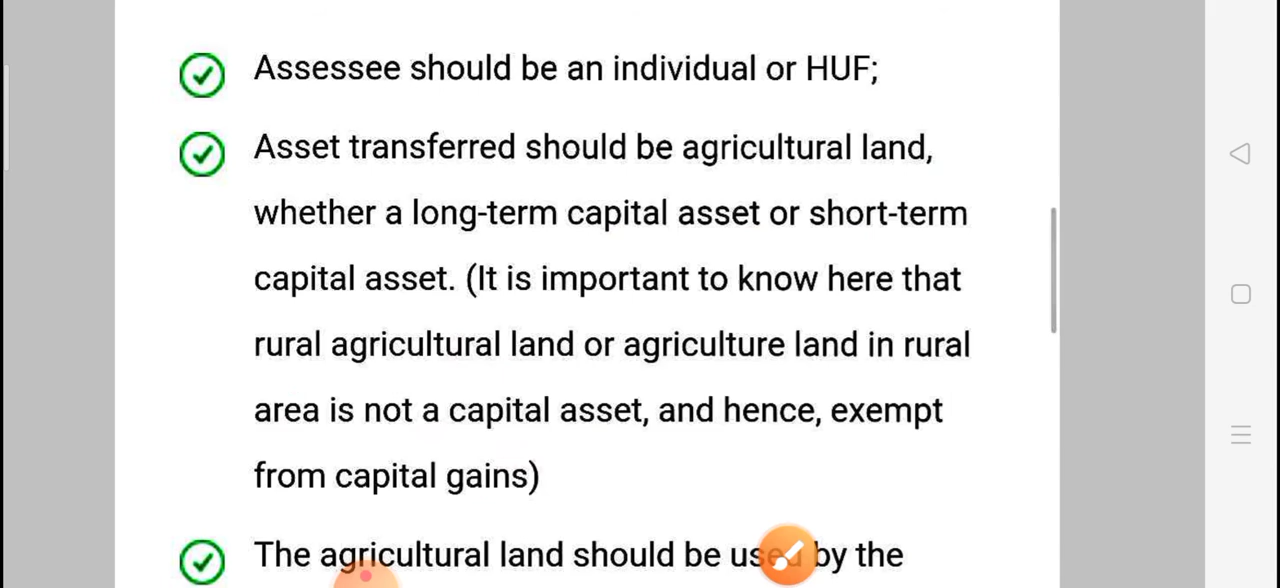 Assessee should be an individual or HUF;
Asset transferred should be agricultural land,
whether a long-term capital asset or short-term
capital asset. (It is important to know here that
rural agricultural land or agriculture land in rural
area is not a capital asset, and hence, exempt
from capital gains)
The agricultural land should be used by the